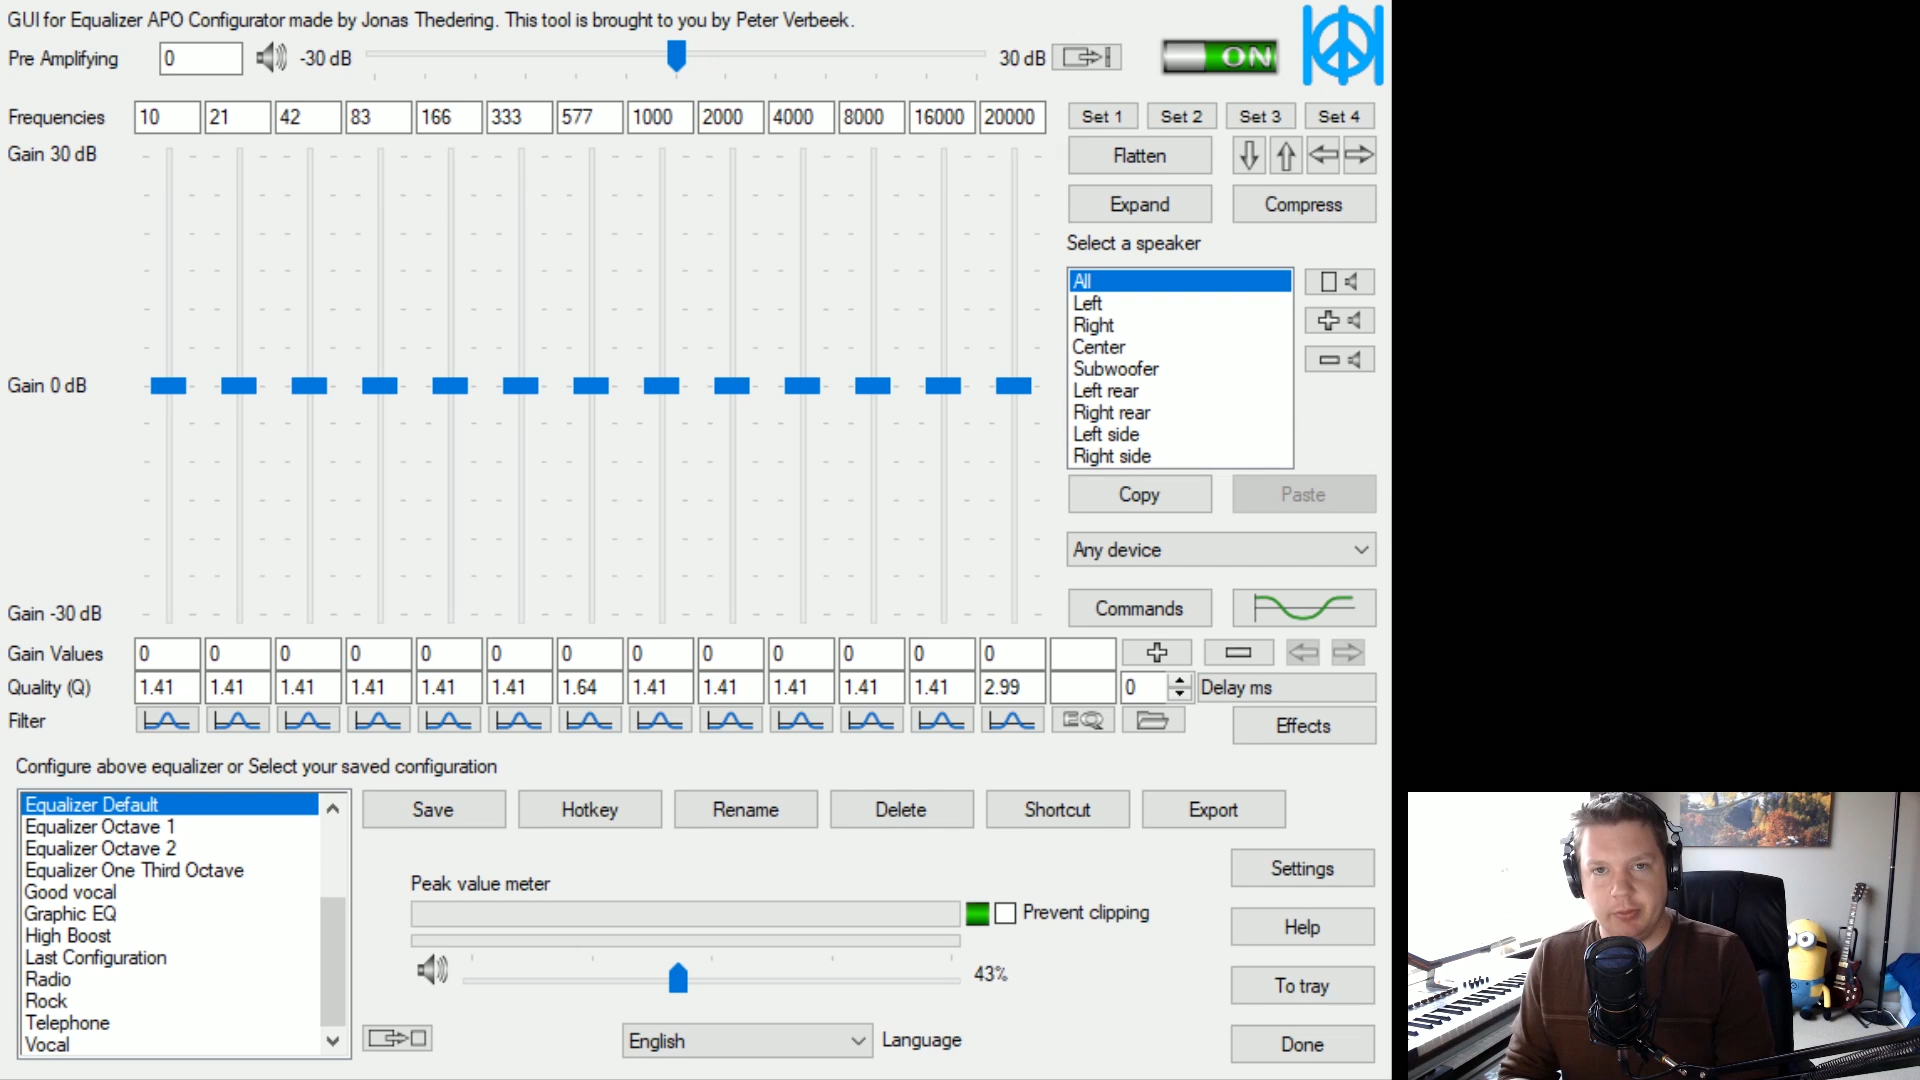 GUI for Equalizer APO Configurator made by Jonas Thedering. This tool is brought to you by Peter Verbeek.
Pre Amplifying 0 -30 dB 30 dB ON
Frequencies 10 21 42 83 166 333 577 1000 2000 4000 8000 16000 20000 Set 1 Set 2 Set 3 Set 4
Gain 30 dB Flatten
Expand Compress
Select a speaker
All
Left
Right
Center
Subwoofer
Left rear
Right rear
Left side
Right side
Gain 0 dB
Copy Paste
Any device
Commands
Gain -30 dB
Gain Values 0 0 0 0 0 0 0 0 0 0 0 0 0
Quality (Q) 1.41 1.41 1.41 1.41 1.41 1.41 1.64 1.41 1.41 1.41 1.41 1.41 2.99 0 Delay ms
Filter EQ Effects
Configure above equalizer or Select your saved configuration
Equalizer Default
Equalizer Octave 1
Equalizer Octave 2
Equalizer One Third Octave
Good vocal
Graphic EQ
High Boost
Last Configuration
Radio
Rock
Telephone
Vocal
Save Hotkey Rename Delete Shortcut Export
Peak value meter
Prevent clipping
43%
English Language
Settings
Help
To tray
Done